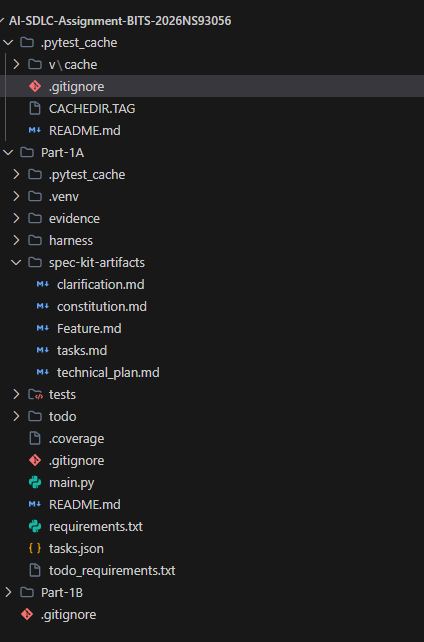 AI-SDLC-Assignment-BITS-2026NS93056
.pytest_cache
v\cache
.gitignore
CACHEDIR.TAG
README.md
Part-1A
.pytest_cache
.venv
evidence
harness
spec-kit-artifacts
clarification.md
constitution.md
Feature.md
tasks.md
technical_plan.md
tests
todo
.coverage
.gitignore
main.py
README.md
requirements.txt
tasks.json
todo_requirements.txt
Part-1B
.gitignore